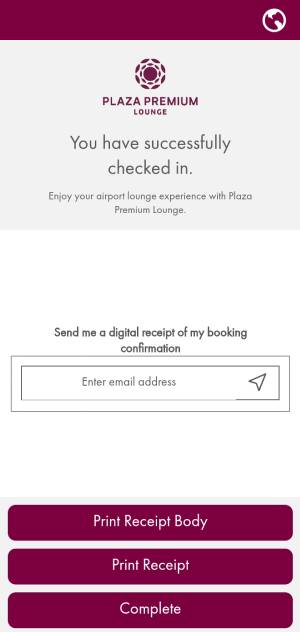 PLAZA PREMIUM
LOUNGE
You have successfully
checked in.
Enjoy your airport lounge experience with Plaza
Premium Lounge.
Send me a digital receipt of my booking
confirmation
Enter email address
Print Receipt Body
Print Receipt
Complete